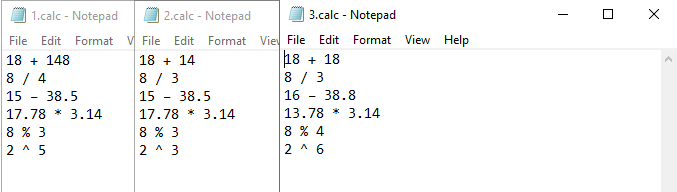 1.calc - Notepad
File Edit Format V
18 + 148
8 / 4
15 – 38.5
17.78 * 3.14
8 % 3
2 ^ 5
2.calc - Notepad
File Edit Format Viev
18 + 14
8 / 3
15 – 38.5
17.78 * 3.14
8 % 3
2 ^ 3
3.calc - Notepad
File Edit Format View Help
18 + 18
8 / 3
16 – 38.8
13.78 * 3.14
8 % 4
2 ^ 6